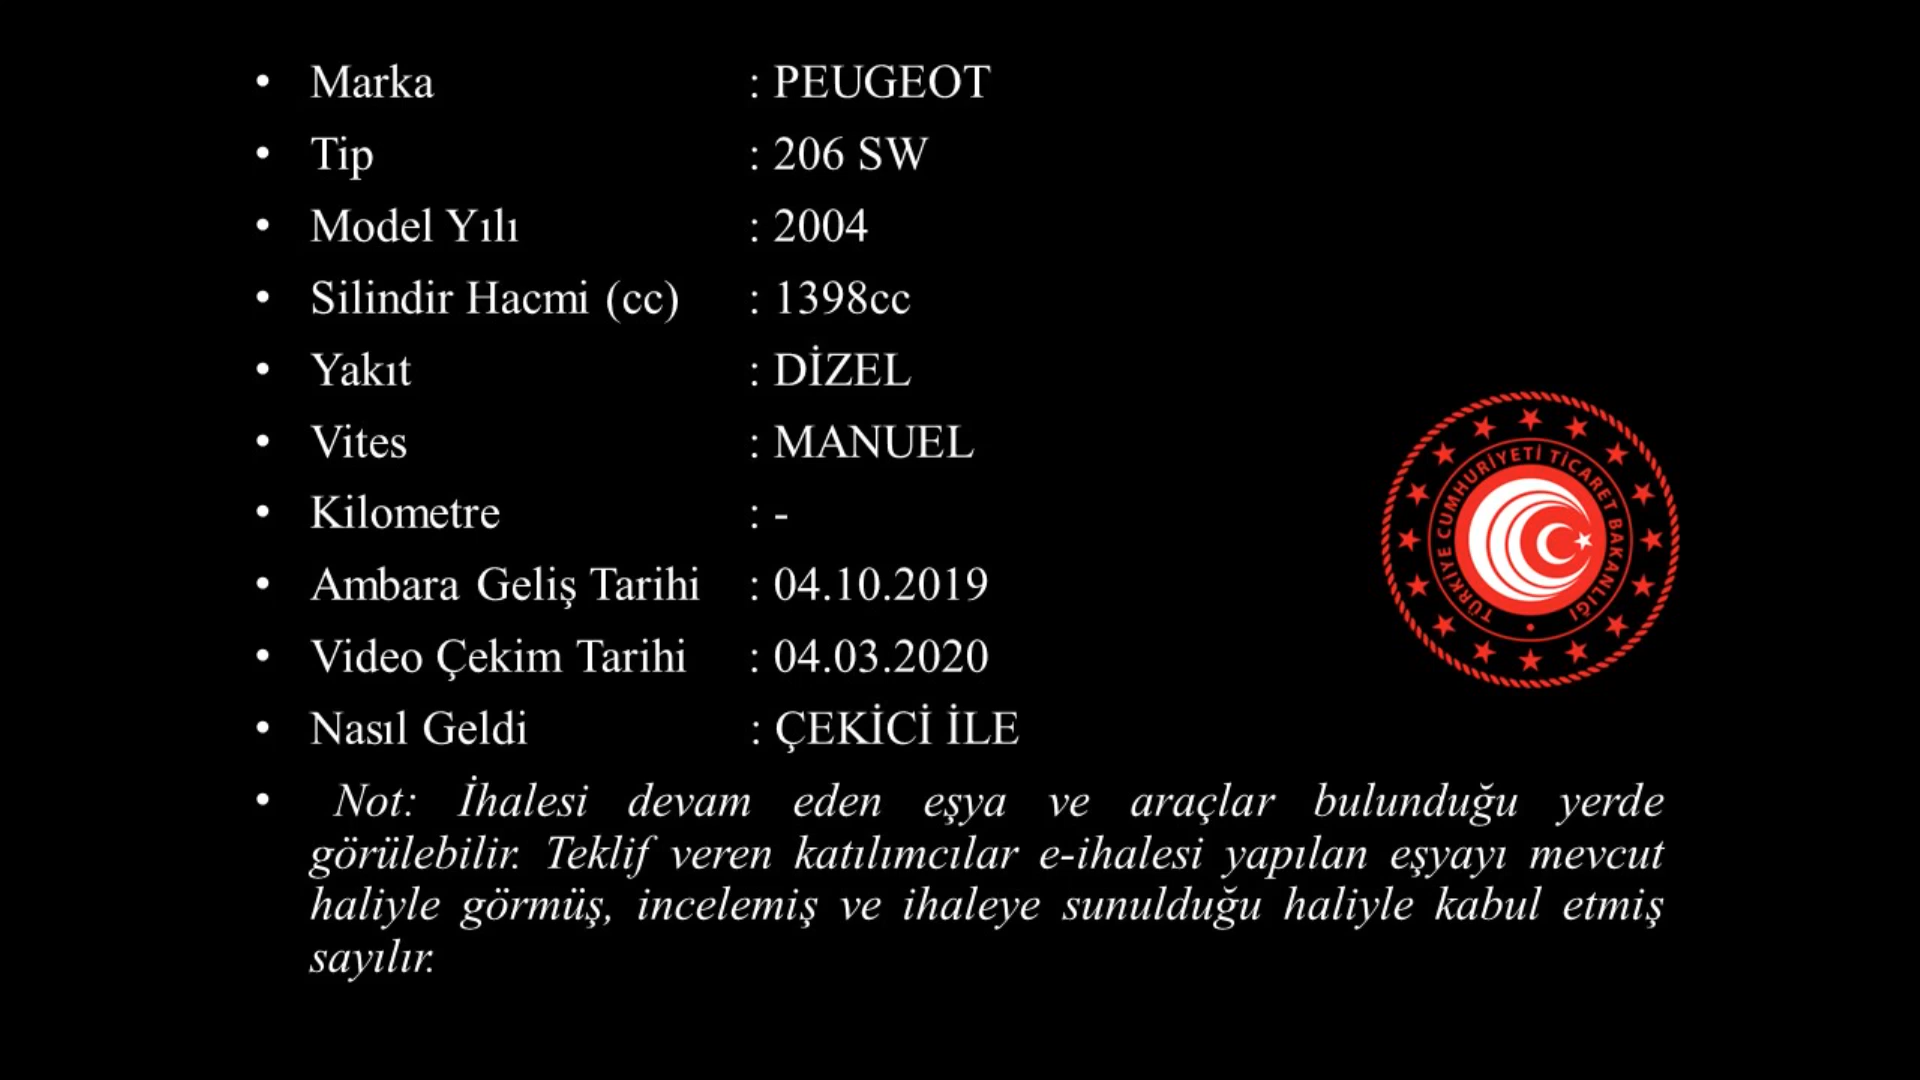 • Marka : PEUGEOT
• Tip : 206 SW
• Model Yılı : 2004
• Silindir Hacmi (cc) : 1398cc
• Yakıt : DİZEL
• Vites : MANUEL
• Kilometre : -
• Ambara Geliş Tarihi : 04.10.2019
• Video Çekim Tarihi : 04.03.2020
• Nasıl Geldi : ÇEKİCİ İLE
• Not: İhalesi devam eden eşya ve araçlar bulunduğu yerde
görülebilir. Teklif veren katılımcılar e-ihalesi yapılan eşyayı mevcut
haliyle görmüş, incelemiş ve ihaleye sunulduğu haliyle kabul etmiş
sayılır.
TÜRKİYE CUMHURİYETİ TİCARET BAKANLIĞI